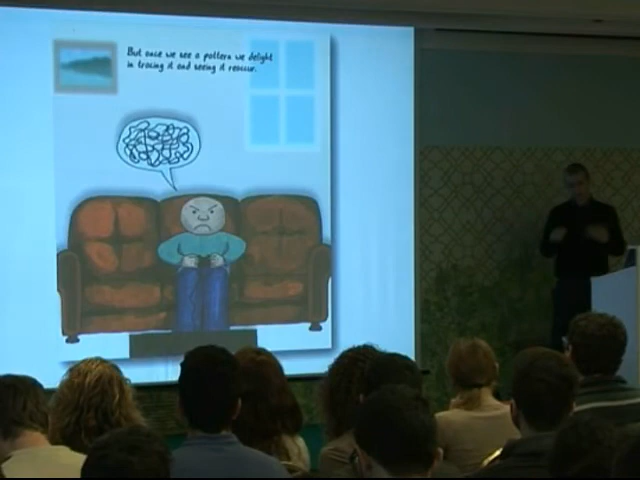 But once we see a pattern we delight
in tracing it and seeing it reoccur.